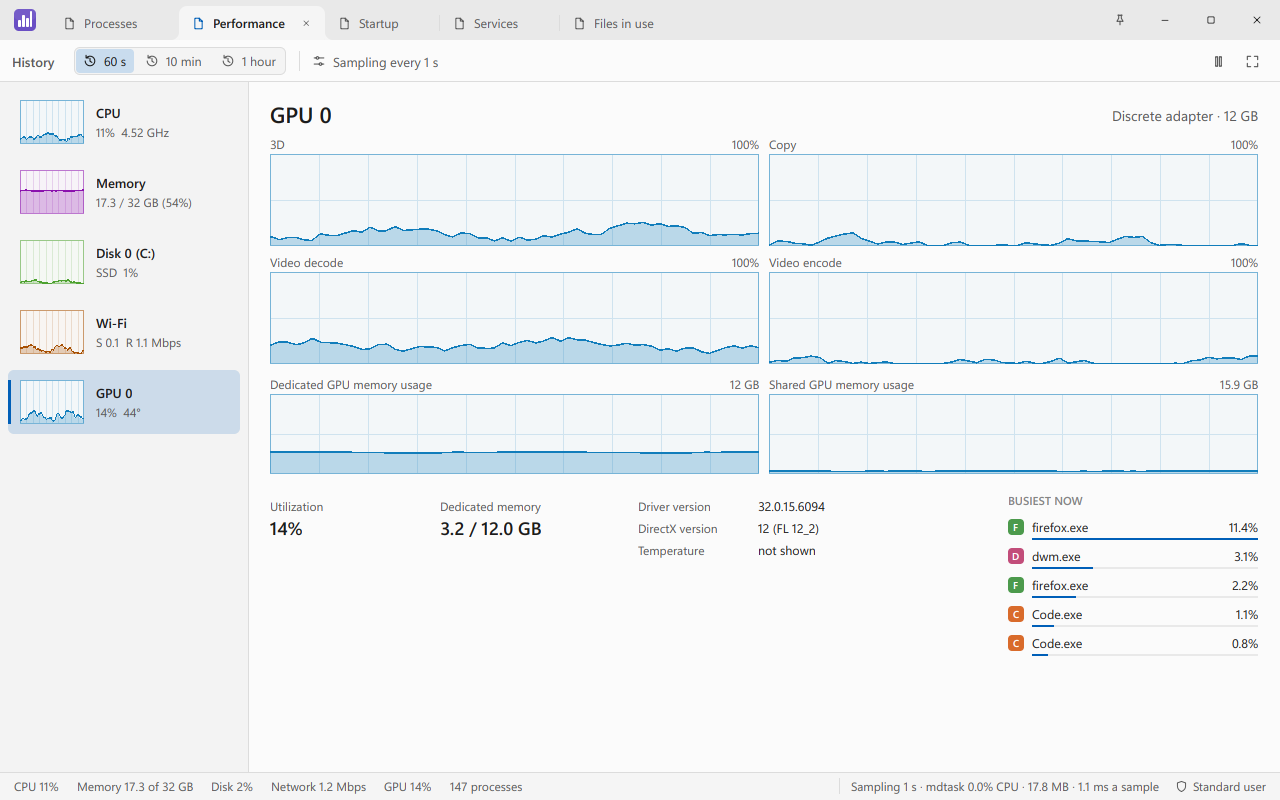 Processes
Performance
Startup
Services
Files in use
History
60 s
10 min
1 hour
Sampling every 1 s
CPU
11% 4.52 GHz
Memory
17.3 / 32 GB (54%)
Disk 0 (C:)
SSD 1%
Wi-Fi
S 0.1 R 1.1 Mbps
GPU 0
14% 44°
GPU 0
Discrete adapter · 12 GB
3D 100%
Copy 100%
Video decode 100%
Video encode 100%
Dedicated GPU memory usage 12 GB
Shared GPU memory usage 15.9 GB
Utilization
14%
Dedicated memory
3.2 / 12.0 GB
Driver version 32.0.15.6094
DirectX version 12 (FL 12_2)
Temperature not shown
BUSIEST NOW
F firefox.exe 11.4%
D dwm.exe 3.1%
F firefox.exe 2.2%
C Code.exe 1.1%
C Code.exe 0.8%
CPU 11% Memory 17.3 of 32 GB Disk 2% Network 1.2 Mbps GPU 14% 147 processes
Sampling 1 s · mdtask 0.0% CPU · 17.8 MB · 1.1 ms a sample Standard user